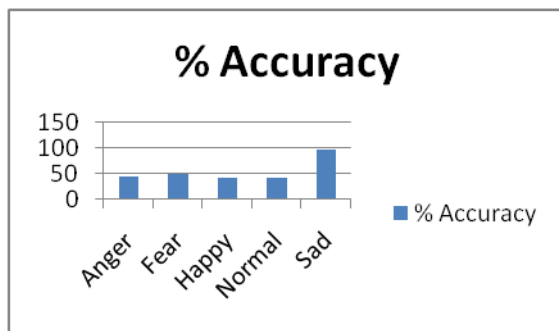 % Accuracy
150
100
50
0
Anger
Fear
Happy
Normal
Sad
% Accuracy